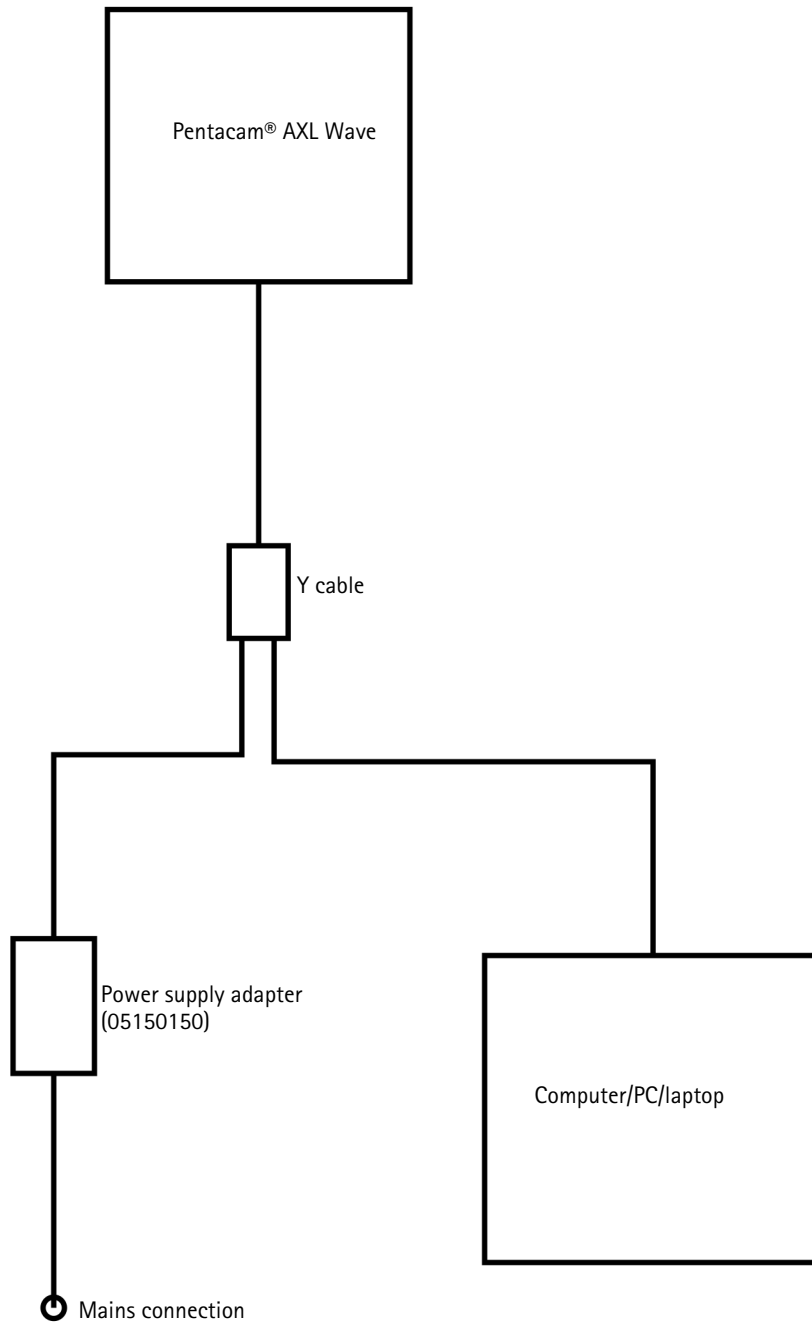 Pentacam® AXL Wave
Y cable
Power supply adapter
(05150150)
Computer/PC/laptop
Mains connection